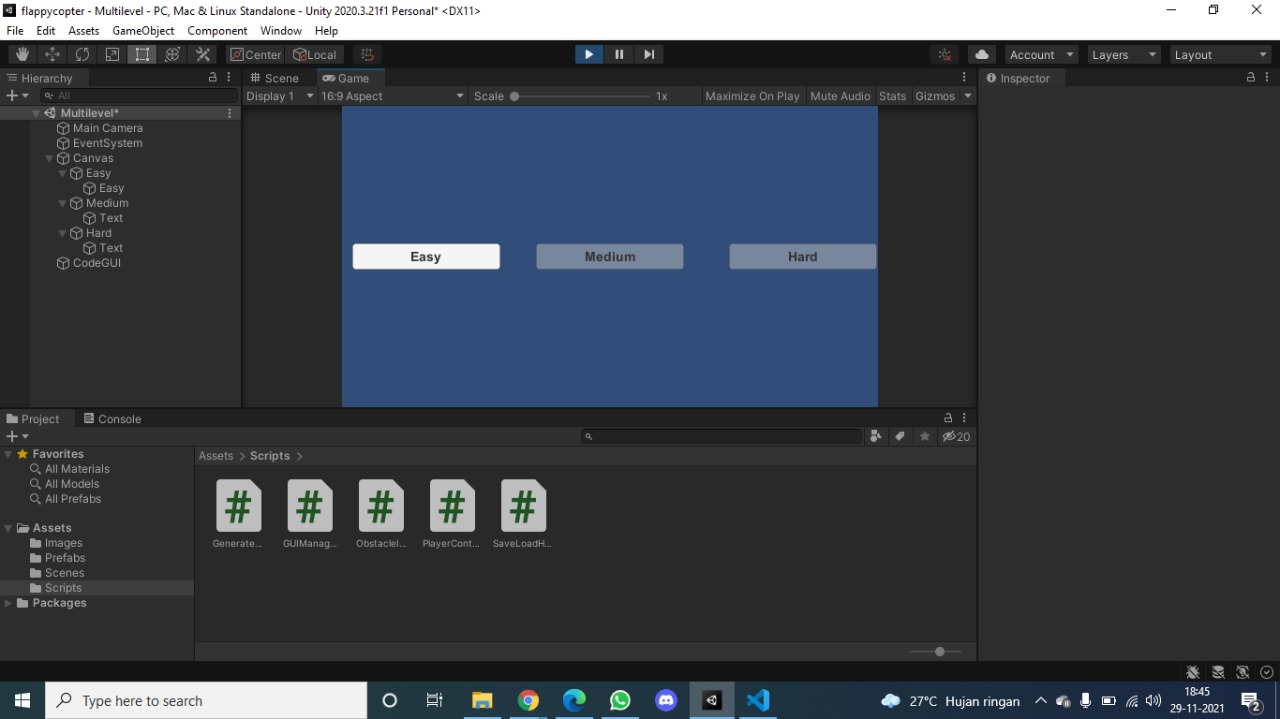 flappycopter - Multilevel - PC, Mac & Linux Standalone - Unity 2020.3.21f1 Personal* <DX11>
File Edit Assets GameObject Component Window Help
Center Local Account Layers Layout
Hierarchy Scene Game Inspector
All Display 1 16:9 Aspect Scale 1x Maximize On Play Mute Audio Stats Gizmos
Multilevel*
Main Camera
EventSystem
Canvas
Easy
Easy
Medium
Text
Hard
Text
CodeGUI
Easy Medium Hard
Project Console
20
Favorites
All Materials
All Models
All Prefabs
Assets
Images
Prefabs
Scenes
Scripts
Packages
Assets > Scripts >
# # # # #
Generate... GUIManag... ObstacleI... PlayerCont... SaveLoadH...
Type here to search
27°C Hujan ringan
18:45
29-11-2021
2